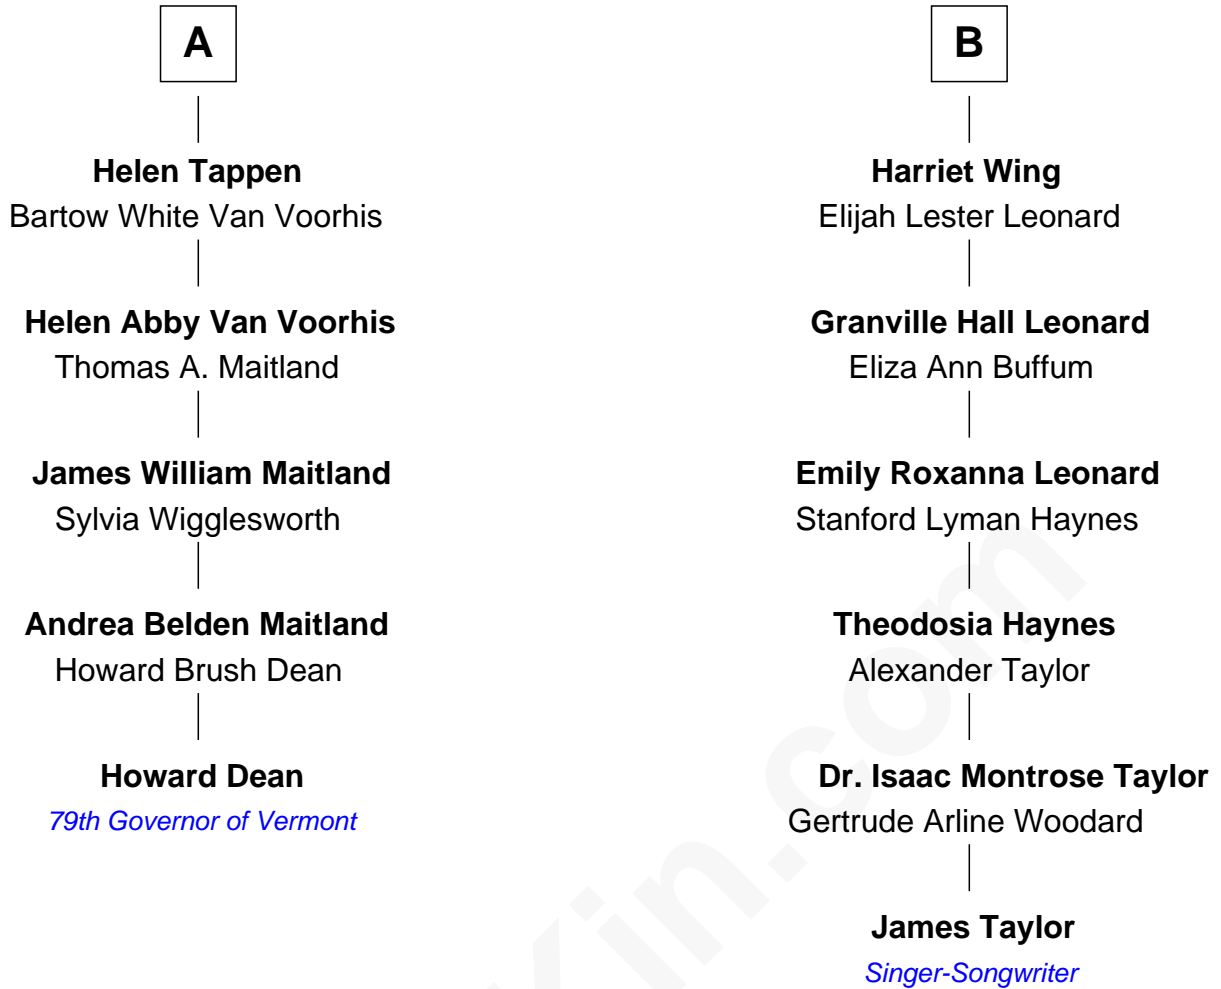 A
Helen Tappen
Bartow White Van Voorhis
Helen Abby Van Voorhis
Thomas A. Maitland
James William Maitland
Sylvia Wigglesworth
Andrea Belden Maitland
Howard Brush Dean
Howard Dean
79th Governor of Vermont
B
Harriet Wing
Elijah Lester Leonard
Granville Hall Leonard
Eliza Ann Buffum
Emily Roxanna Leonard
Stanford Lyman Haynes
Theodosia Haynes
Alexander Taylor
Dr. Isaac Montrose Taylor
Gertrude Arline Woodard
James Taylor
Singer-Songwriter
Kin.com